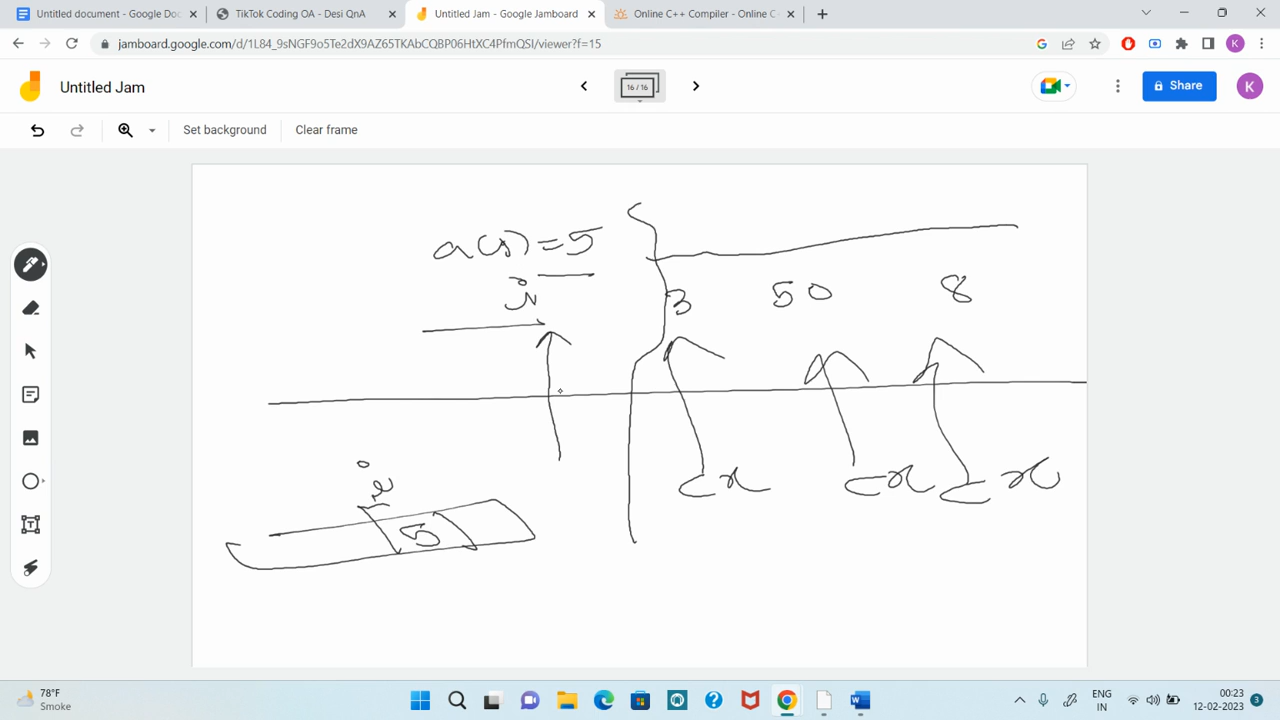 Untitled document - Google Doc
TikTok Coding OA - Desi QnA
Untitled Jam - Google Jamboard
Online C++ Compiler - Online C
jamboard.google.com/d/1L84_9sNGF9o5Te2dX9AZ65TKAbCQBP06HtXC4PfmQSI/viewer?f=15
G
K
Untitled Jam
16 / 16
Share
K
Set background
Clear frame
=5
3
50
8
5
78°F
Smoke
ENG
IN
00:23
12-02-2023
3